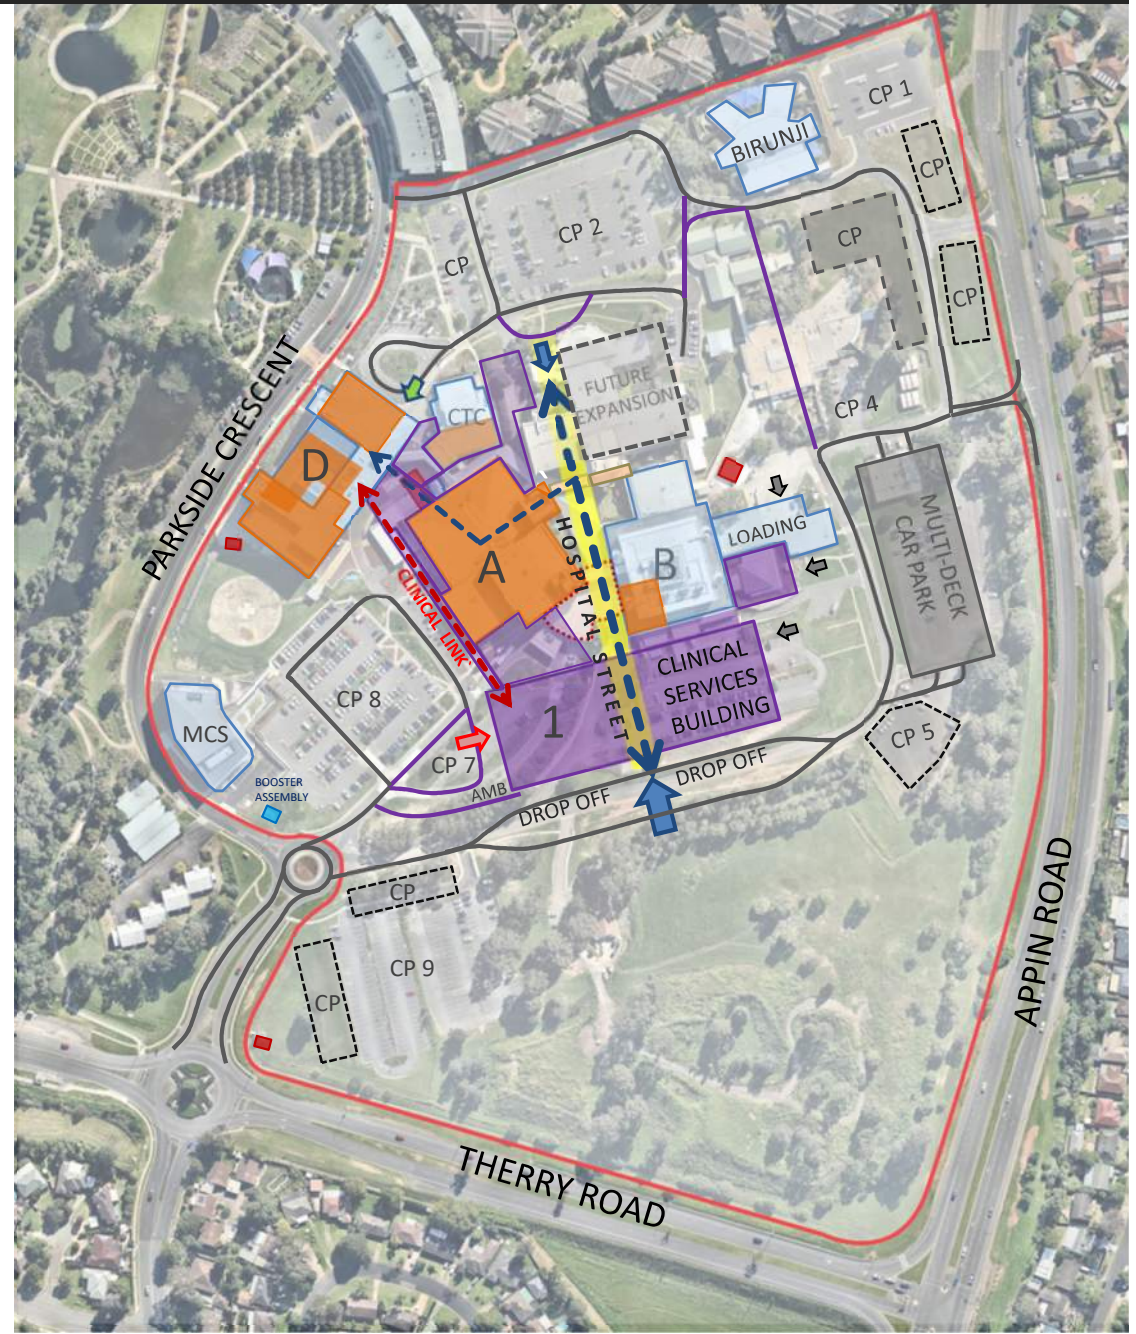 CP 1
BIRUNJI
CP
CP 2
CP
CP
CP
PARKSIDE CRESCENT
FUTURE
EXPANSION
CTC
CP 4
D
LOADING
MULTI-DECK
CAR PARK
A
B
HOSPITAL STREET
CLINICAL LINK
CLINICAL
SERVICES
BUILDING
CP 8
1
MCS
CP 5
CP 7
DROP OFF
BOOSTER
ASSEMBLY
AMB
DROP OFF
CP
CP 9
CP
APPIN ROAD
THERRY ROAD